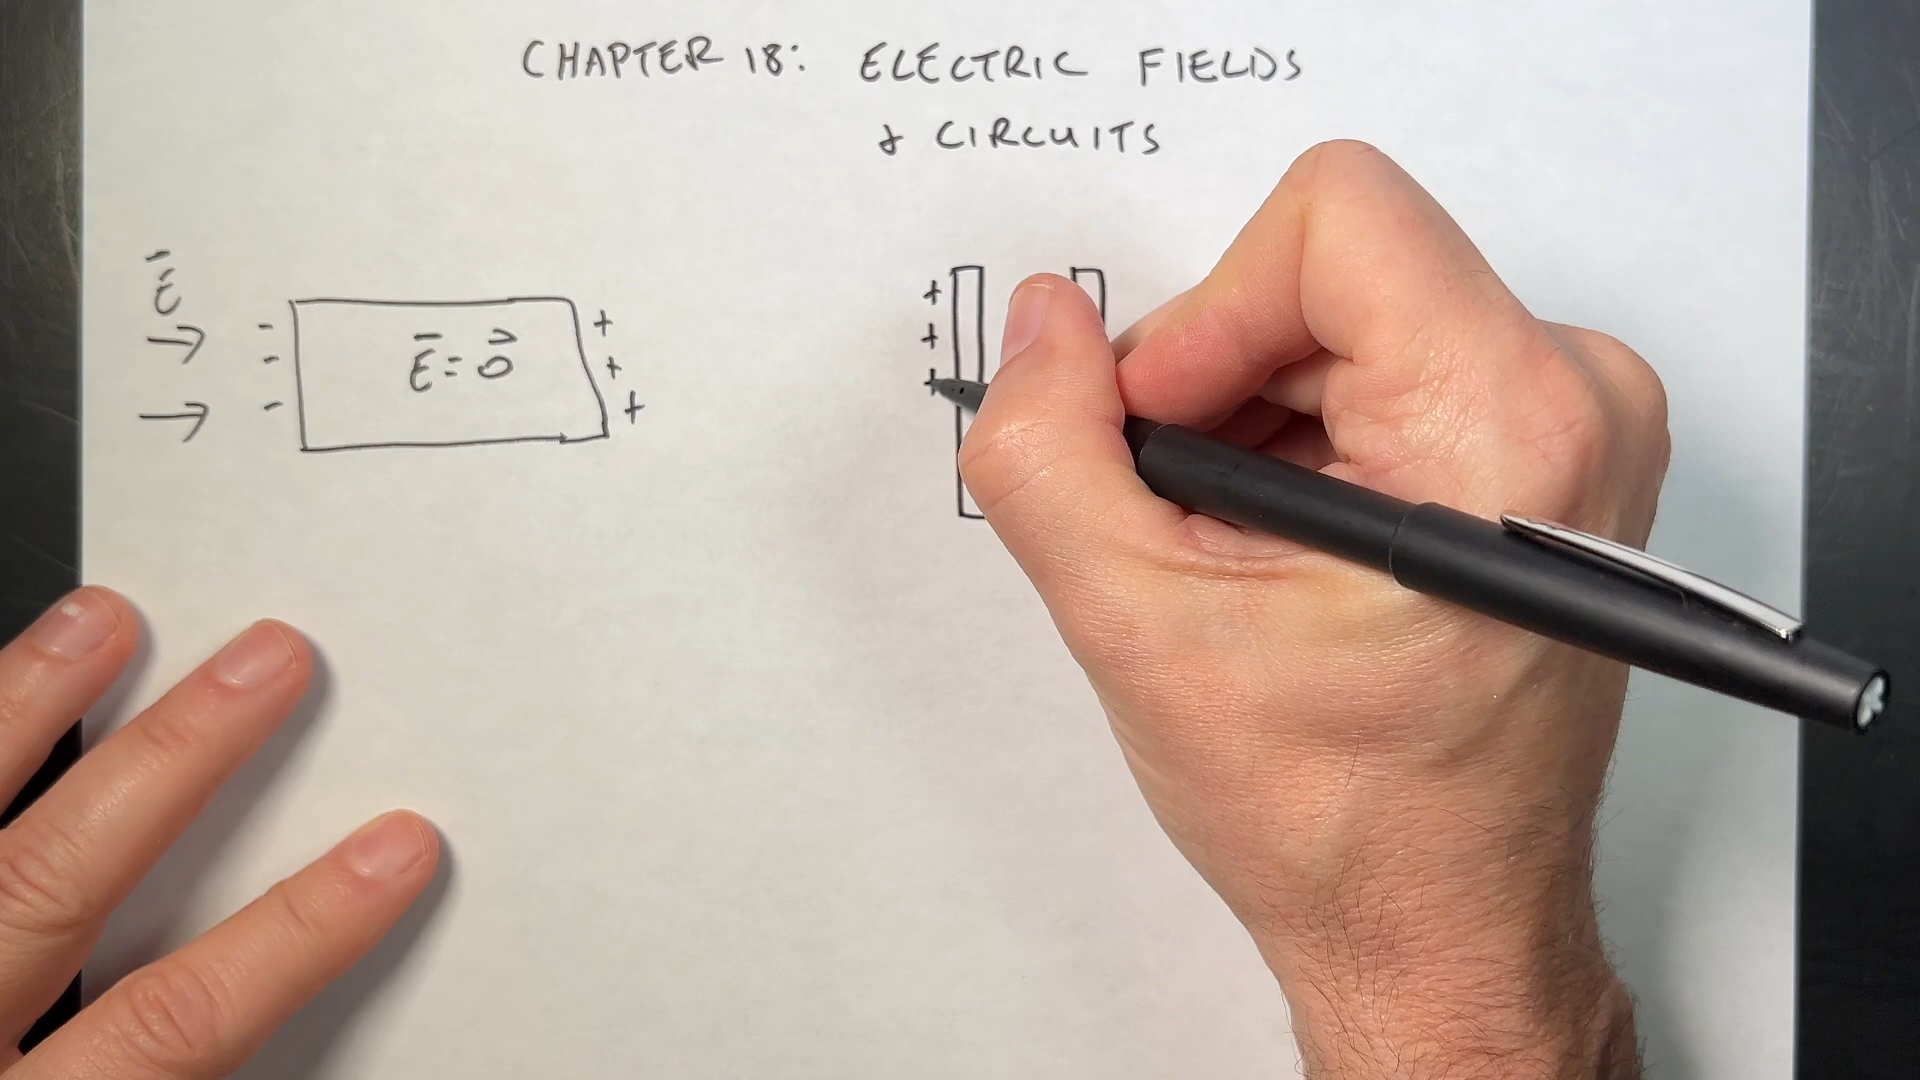 CHAPTER 18: ELECTRIC FIELDS
& CIRCUITS
E
→
→
- + 
- Ē = 0⃗ +
- +
+
+
+